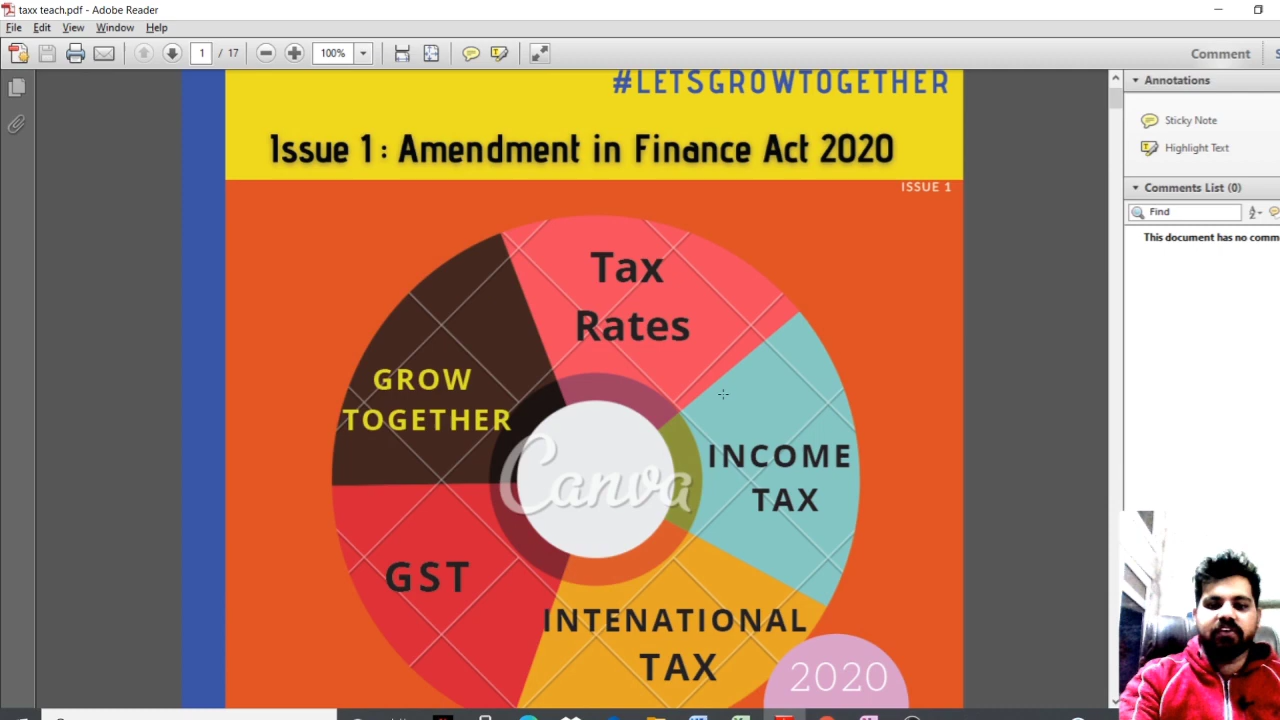 taxx teach.pdf - Adobe Reader
File Edit View Window Help
1 / 17 100% Comment
#LETSGROWTOGETHER
Issue 1: Amendment in Finance Act 2020
ISSUE 1
Tax
Rates
GROW
TOGETHER
INCOME
TAX
Canva
GST
INTENATIONAL
TAX
2020
Annotations
Sticky Note
Highlight Text
Comments List (0)
Find
This document has no comm